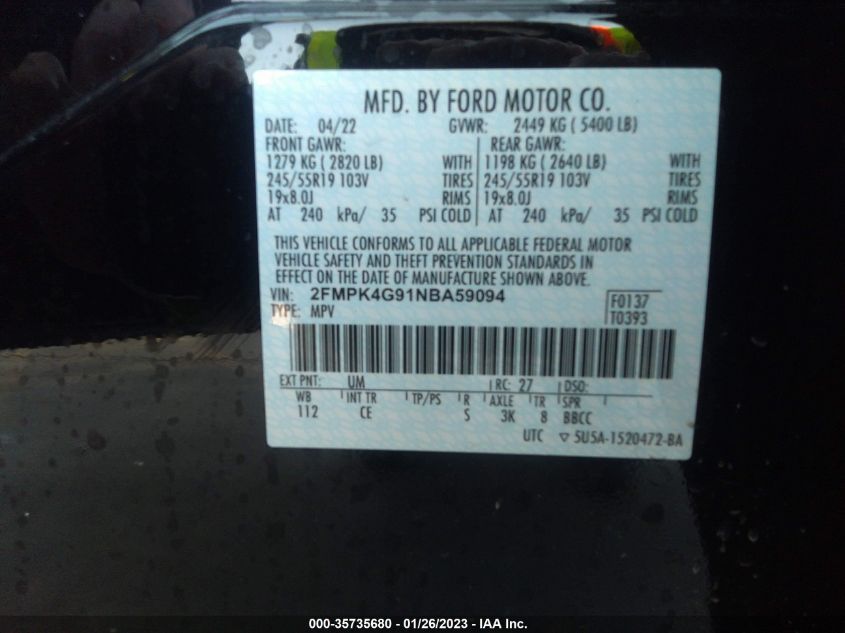 MFD. BY FORD MOTOR CO.
DATE: 04/22 GVWR: 2449 KG ( 5400 LB)
FRONT GAWR: REAR GAWR:
1279 KG ( 2820 LB) WITH 1198 KG ( 2640 LB) WITH
245/55R19 103V TIRES 245/55R19 103V TIRES
19x8.0J RIMS 19x8.0J RIMS
AT 240 kPa/ 35 PSI COLD AT 240 kPa/ 35 PSI COLD
THIS VEHICLE CONFORMS TO ALL APPLICABLE FEDERAL MOTOR
VEHICLE SAFETY AND THEFT PREVENTION STANDARDS IN
EFFECT ON THE DATE OF MANUFACTURE SHOWN ABOVE.
VIN: 2FMPK4G91NBA59094 F0137
TYPE: MPV T0393
EXT PNT: UM RC: 27 DSO:
WB INT TR TP/PS R AXLE TR SPR
112 CE S 3K 8 BBCC
UTC ▽ 5U5A-1520472-BA
000-35735680 - 01/26/2023 - IAA Inc.